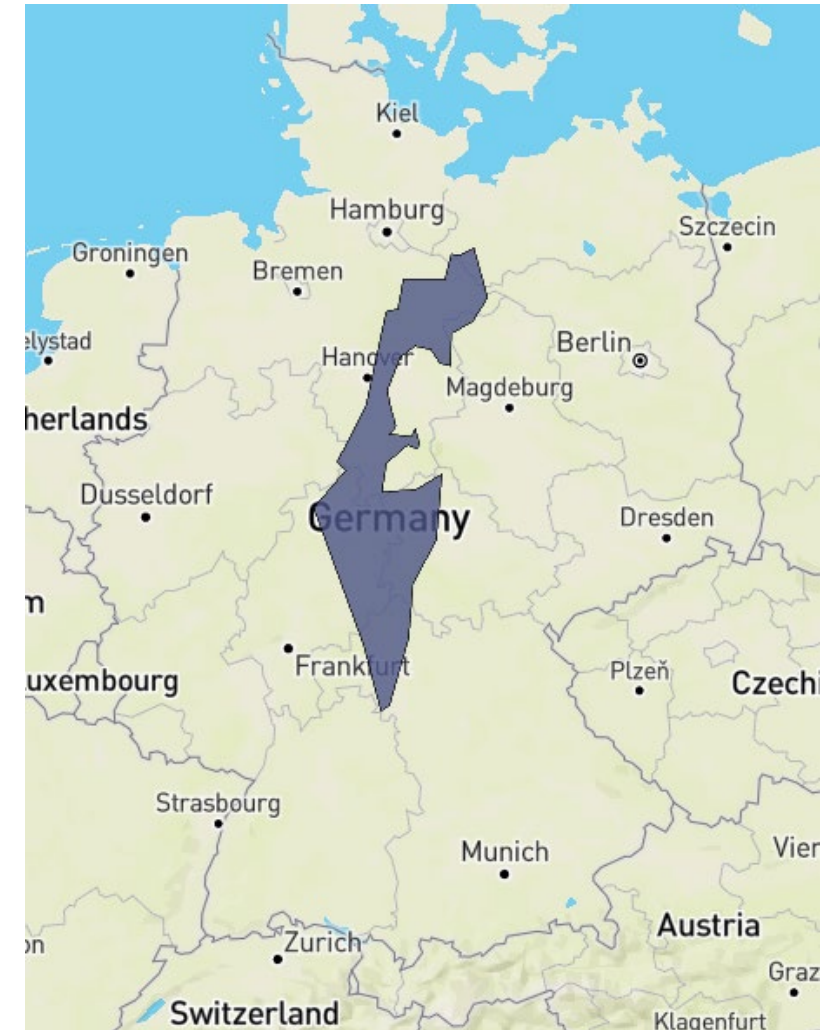 Kiel
Hamburg
Szczecin
Groningen
Bremen
elystad
Berlin
Hanover
Magdeburg
herlands
Dusseldorf
Germany
Dresden
m
Frankfurt
Plzeň
uxembourg
Czechi
Strasbourg
Munich
Vier
Austria
on
Zurich
Graz
Switzerland
Klagenfurt